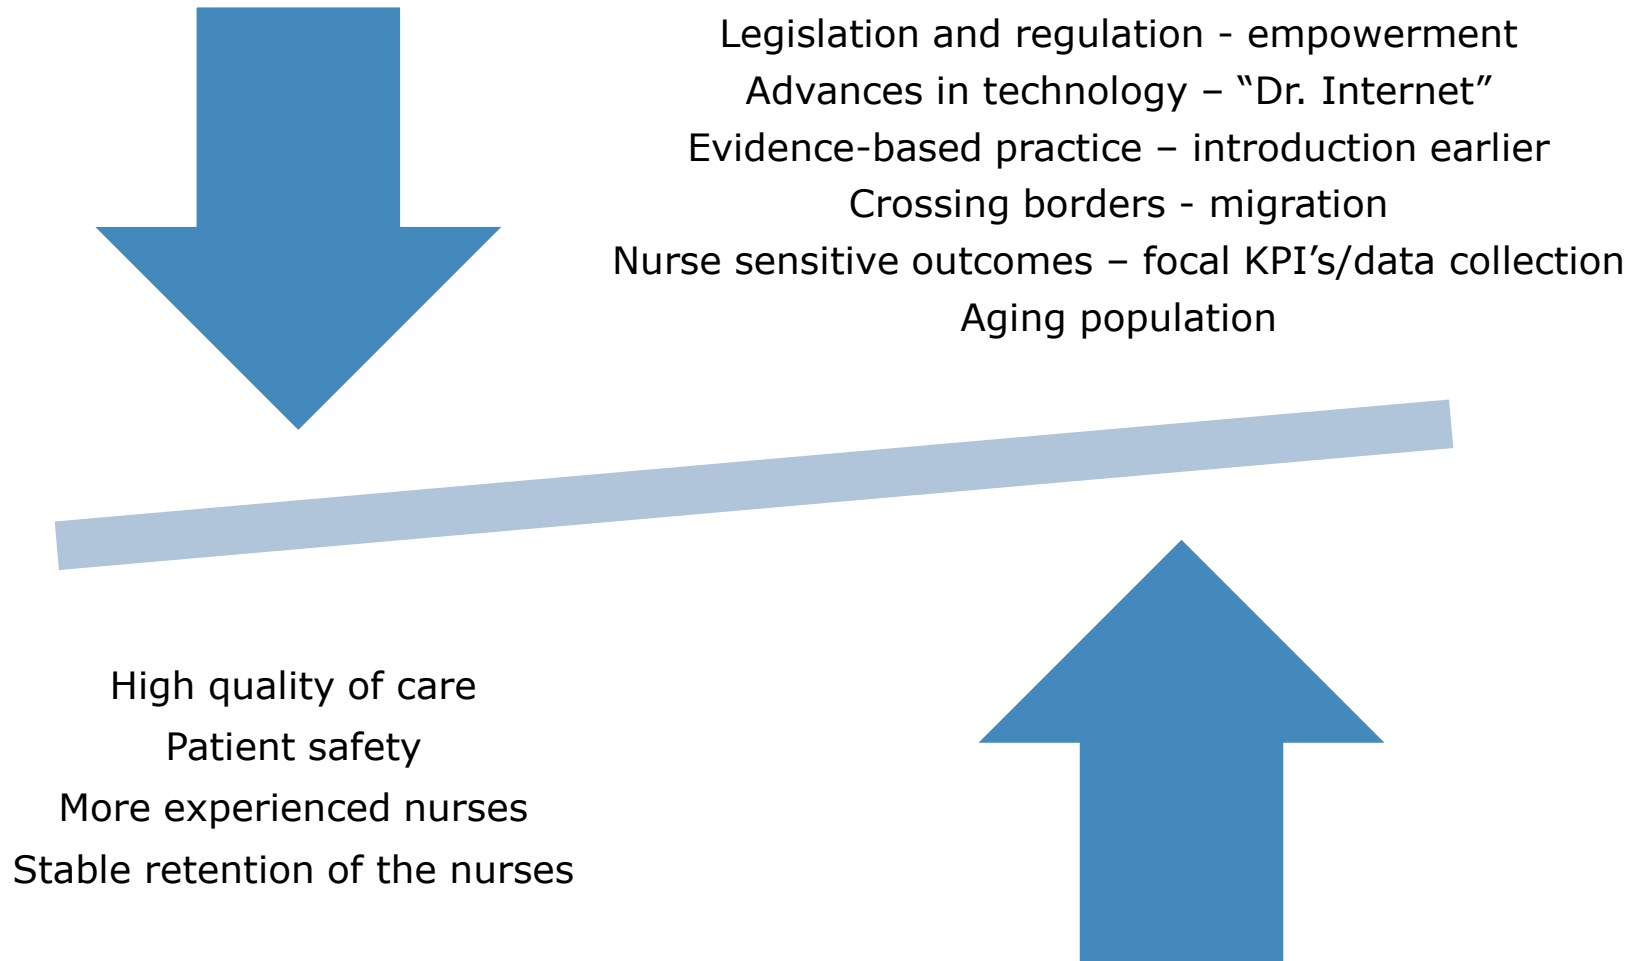 Legislation and regulation - empowerment
Advances in technology – “Dr. Internet”
Evidence-based practice – introduction earlier
Crossing borders - migration
Nurse sensitive outcomes – focal KPI’s/data collection
Aging population
High quality of care
Patient safety
More experienced nurses
Stable retention of the nurses